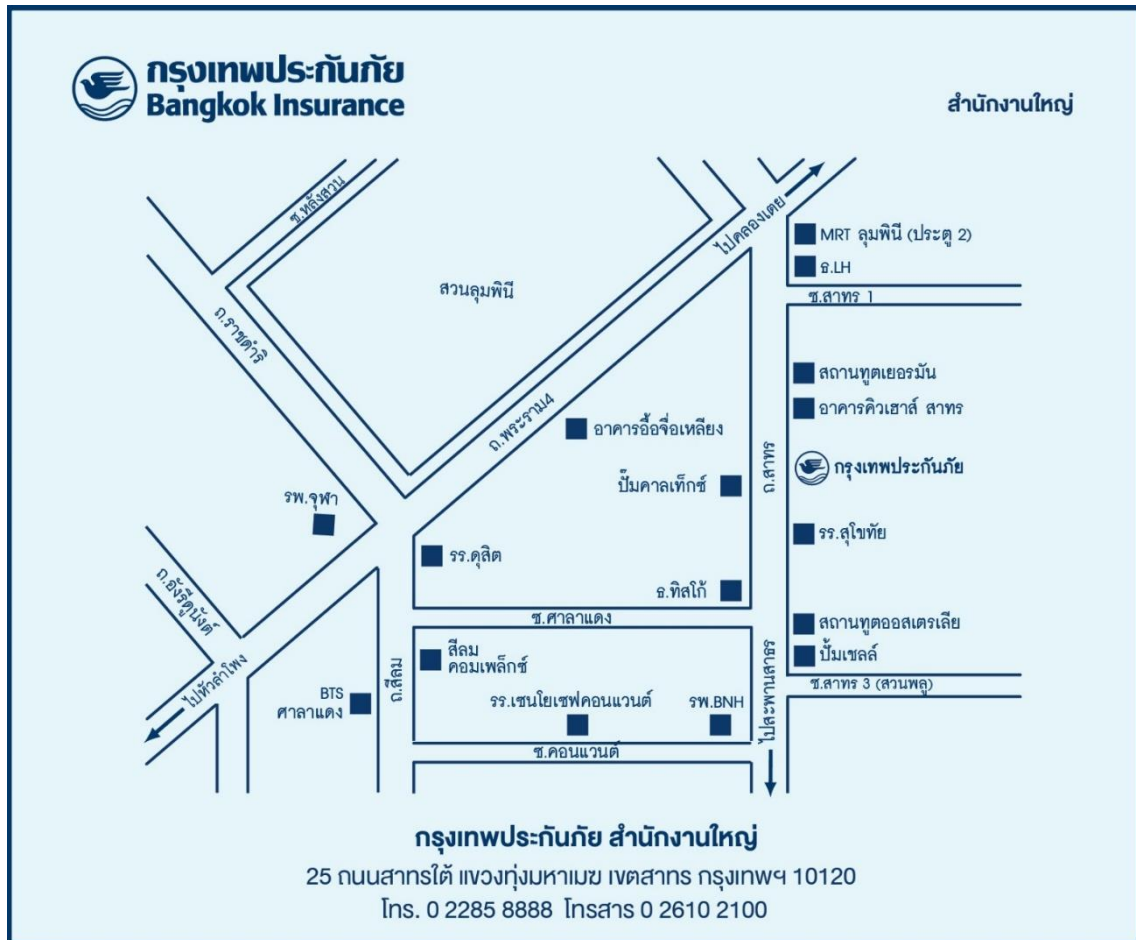 กรุงเทพประกันภัย
Bangkok Insurance
สำนักงานใหญ่
ซ.หลังสวน
ไปคลองเตย
MRT ลุมพินี (ประตู 2)
ธ.LH
ซ.สาทร 1
สวนลุมพินี
ถ.ราชดำริ
สถานทูตเยอรมัน
ถ.พระราม4
อาคารคิวเฮาส์ สาทร
อาคารอื้อจื่อเหลียง
ถ.สาทร
กรุงเทพประกันภัย
ปั๊มคาลเท็กซ์
รพ.จุฬา
รร.สุโขทัย
รร.ดุสิต
ถ.อังรีดูนังต์
ธ.ทิสโก้
ซ.ศาลาแดง
สถานทูตออสเตรเลีย
สีลม
คอมเพล็กซ์
ปั้มเชลล์
ไปหัวลำโพง
ถ.สีลม
ไปสะพานสาธร
ซ.สาทร 3 (สวนพลู)
BTS
ศาลาแดง
รร.เซนโยเซฟคอนแวนต์
รพ.BNH
ซ.คอนแวนต์
กรุงเทพประกันภัย สำนักงานใหญ่
25 ถนนสาทรใต้ แขวงทุ่งมหาเมฆ เขตสาทร กรุงเทพฯ 10120
โทร. 0 2285 8888 โทรสาร 0 2610 2100